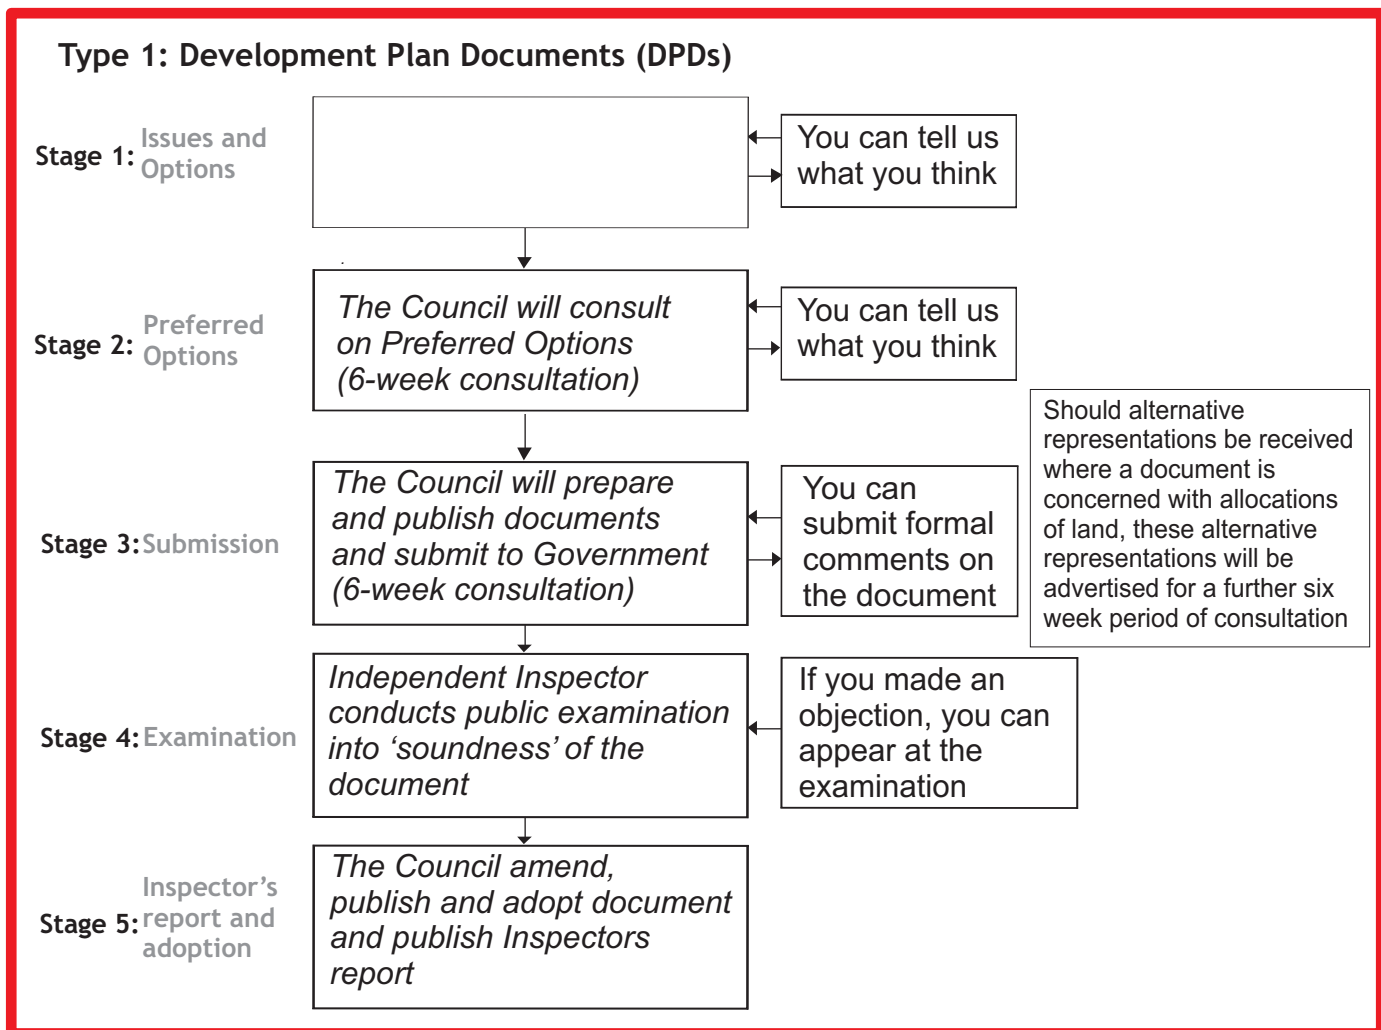 Type 1: Development Plan Documents (DPDs)
Stage 1:
Issues and
Options
You can tell us
what you think
Stage 2:
Preferred
Options
The Council will consult
on Preferred Options
(6-week consultation)
You can tell us
what you think
Stage 3:
Submission
The Council will prepare
and publish documents
and submit to Government
(6-week consultation)
You can
submit formal
comments on
the document
Should alternative
representations be received
where a document is
concerned with allocations
of land, these alternative
representations will be
advertised for a further six
week period of consultation
Stage 4:
Examination
Independent Inspector
conducts public examination
into ‘soundness’ of the
document
If you made an
objection, you can
appear at the
examination
Stage 5:
Inspector’s
report and
adoption
The Council amend,
publish and adopt document
and publish Inspectors
report